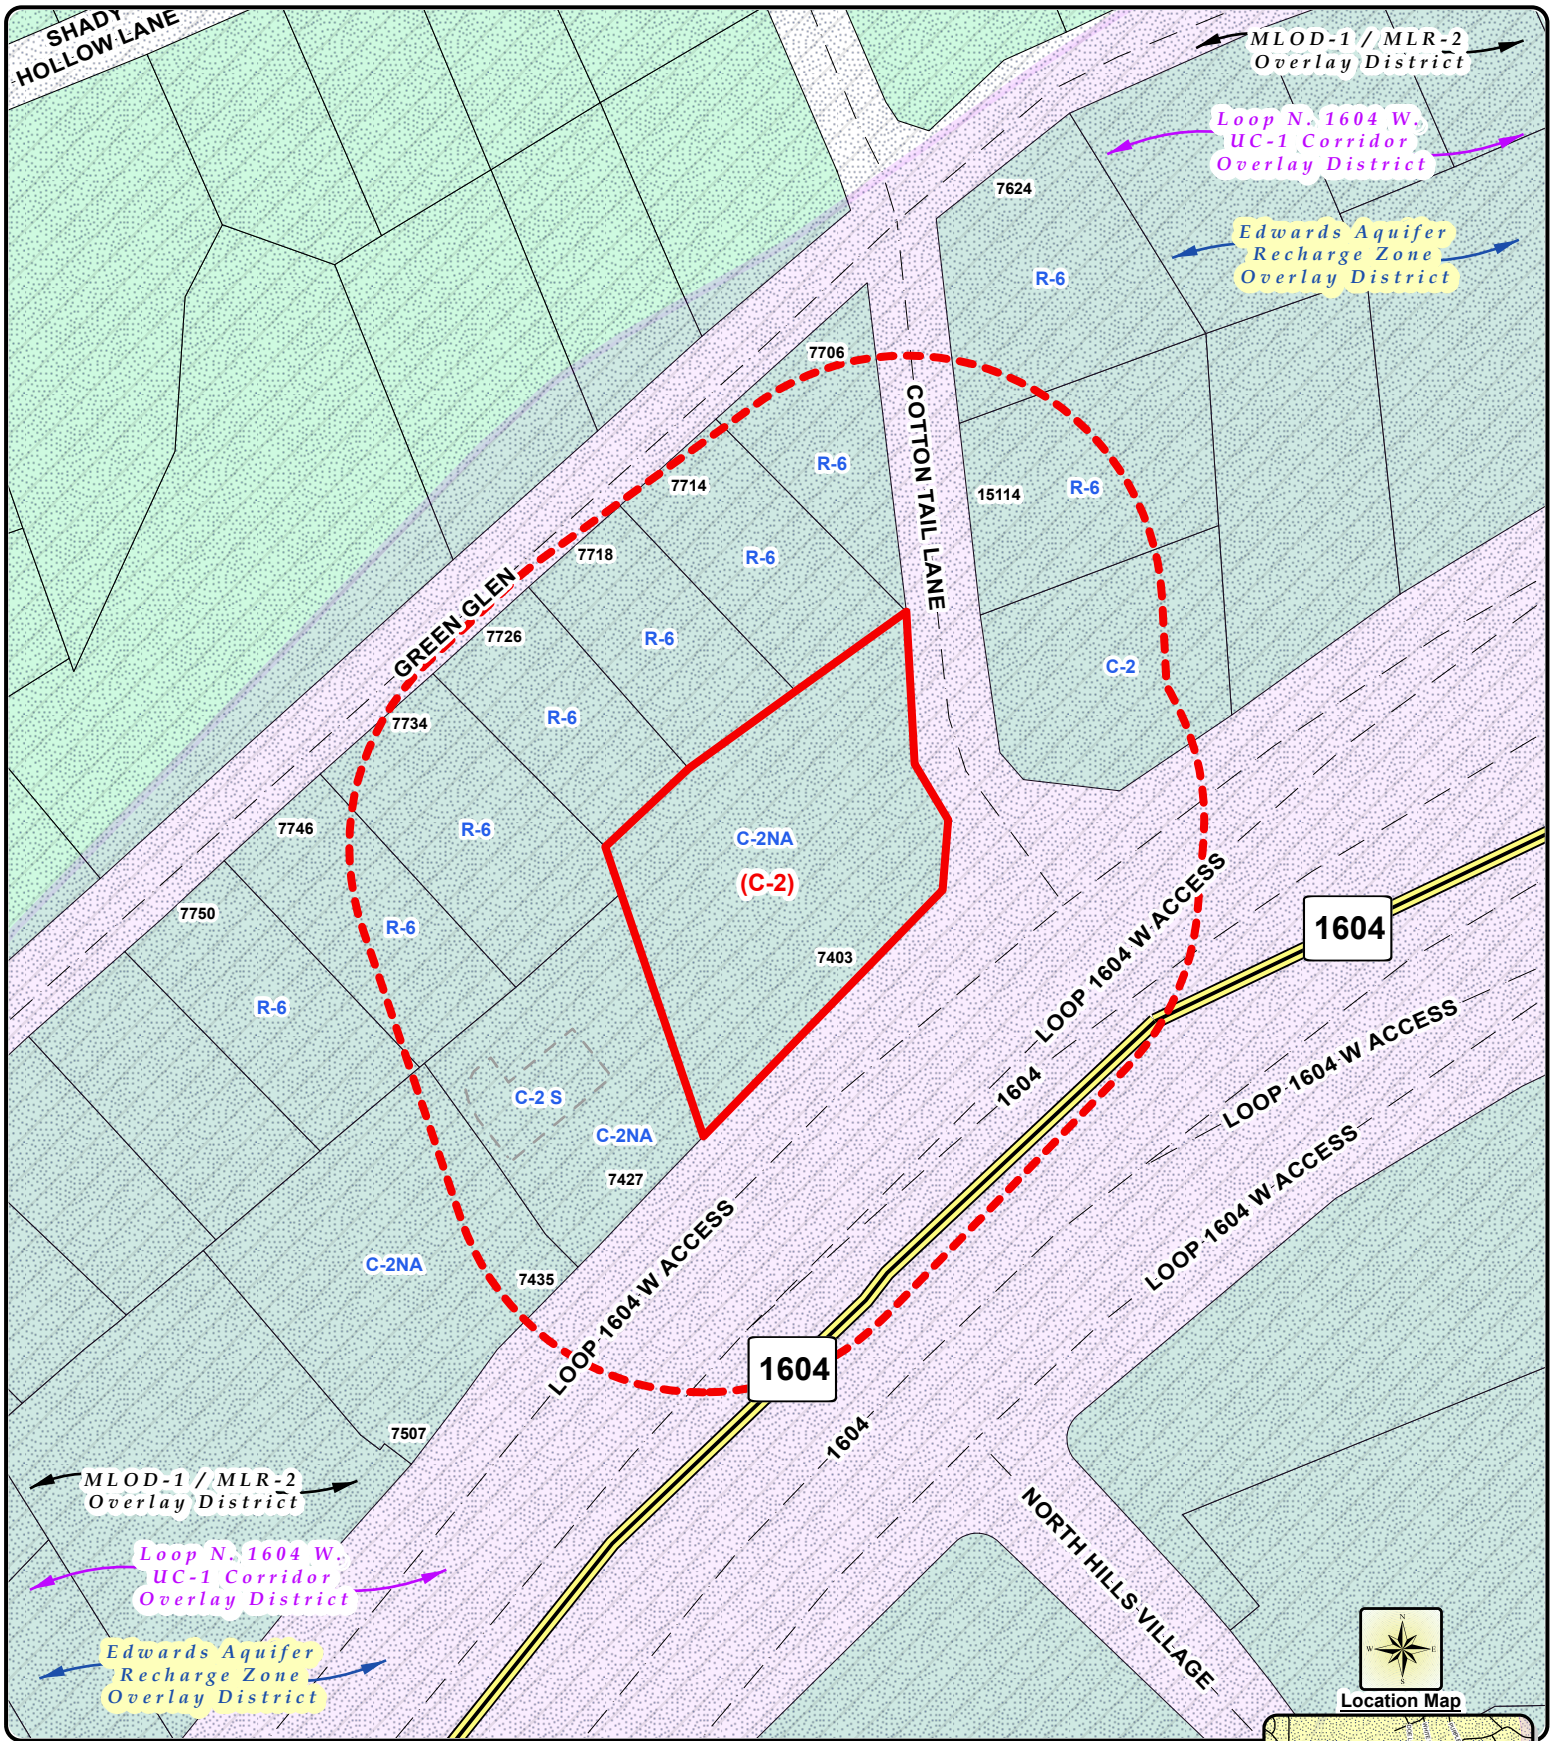 SHADY
HOLLOW LANE
MLOD-1 / MLR-2
Overlay District
Loop N. 1604 W.
UC-1 Corridor
Overlay District
7624
Edwards Aquifer
Recharge Zone
Overlay District
R-6
7706
COTTON TAIL LANE
R-6
7714
R-6
15114
7718
R-6
GREEN GLEN
7726
R-6
C-2
7734
R-6
7746
R-6
C-2NA
(C-2)
7750
R-6
7403
LOOP 1604 W ACCESS
1604
R-6
1604
LOOP 1604 W ACCESS
C-2 S
C-2NA
7427
LOOP 1604 W ACCESS
C-2NA
7435
LOOP 1604 W ACCESS
1604
7507
1604
MLOD-1 / MLR-2
Overlay District
NORTH HILLS VILLAGE
Loop N. 1604 W.
UC-1 Corridor
Overlay District
Edwards Aquifer
Recharge Zone
Overlay District
N
W E
S
Location Map